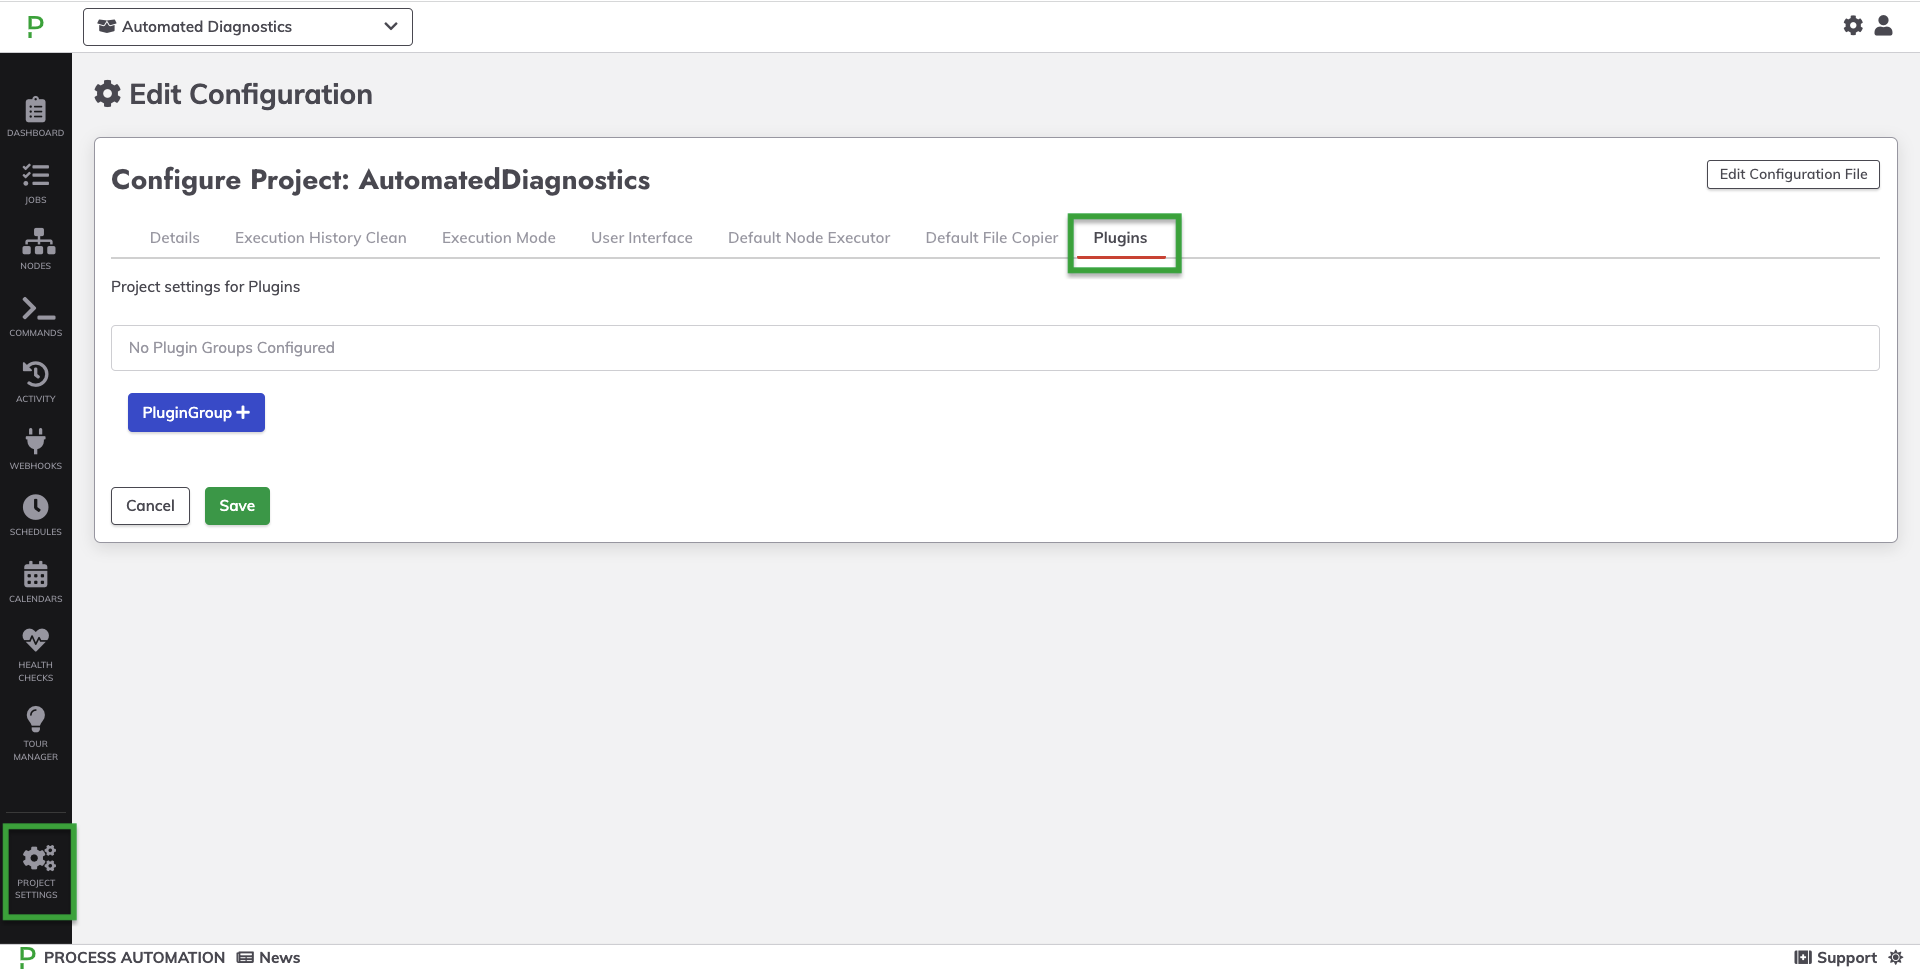 Automated Diagnostics
DASHBOARD
JOBS
NODES
COMMANDS
ACTIVITY
WEBHOOKS
SCHEDULES
CALENDARS
HEALTH
CHECKS
TOUR
MANAGER
PROJECT
SETTINGS
Edit Configuration
Configure Project: AutomatedDiagnostics
Edit Configuration File
Details Execution History Clean Execution Mode User Interface Default Node Executor Default File Copier Plugins
Project settings for Plugins
No Plugin Groups Configured
PluginGroup +
Cancel Save
P PROCESS AUTOMATION News Support